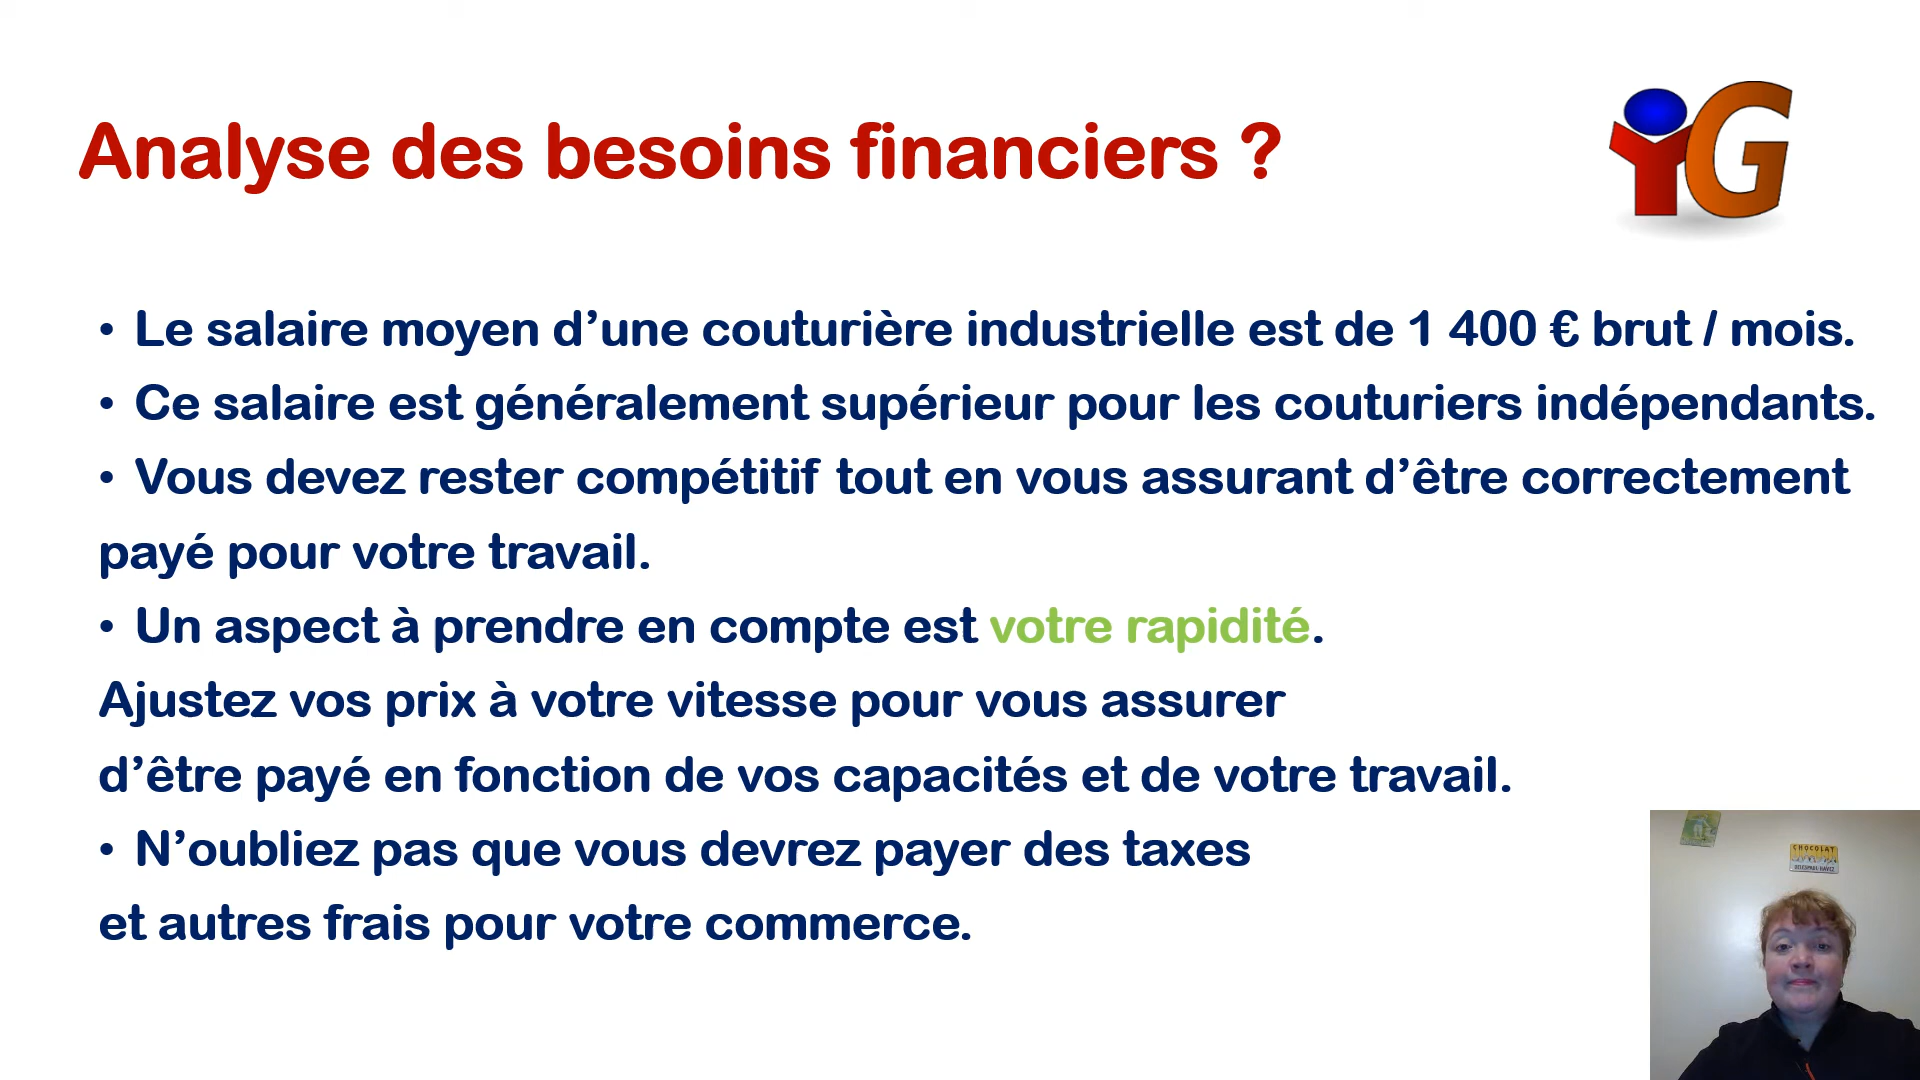 Analyse des besoins financiers ?
G
• Le salaire moyen d’une couturière industrielle est de 1 400 € brut / mois.
• Ce salaire est généralement supérieur pour les couturiers indépendants.
• Vous devez rester compétitif tout en vous assurant d’être correctement
payé pour votre travail.
• Un aspect à prendre en compte est votre rapidité.
Ajustez vos prix à votre vitesse pour vous assurer
d’être payé en fonction de vos capacités et de votre travail.
• N’oubliez pas que vous devrez payer des taxes
et autres frais pour votre commerce.
CHOCOLAT